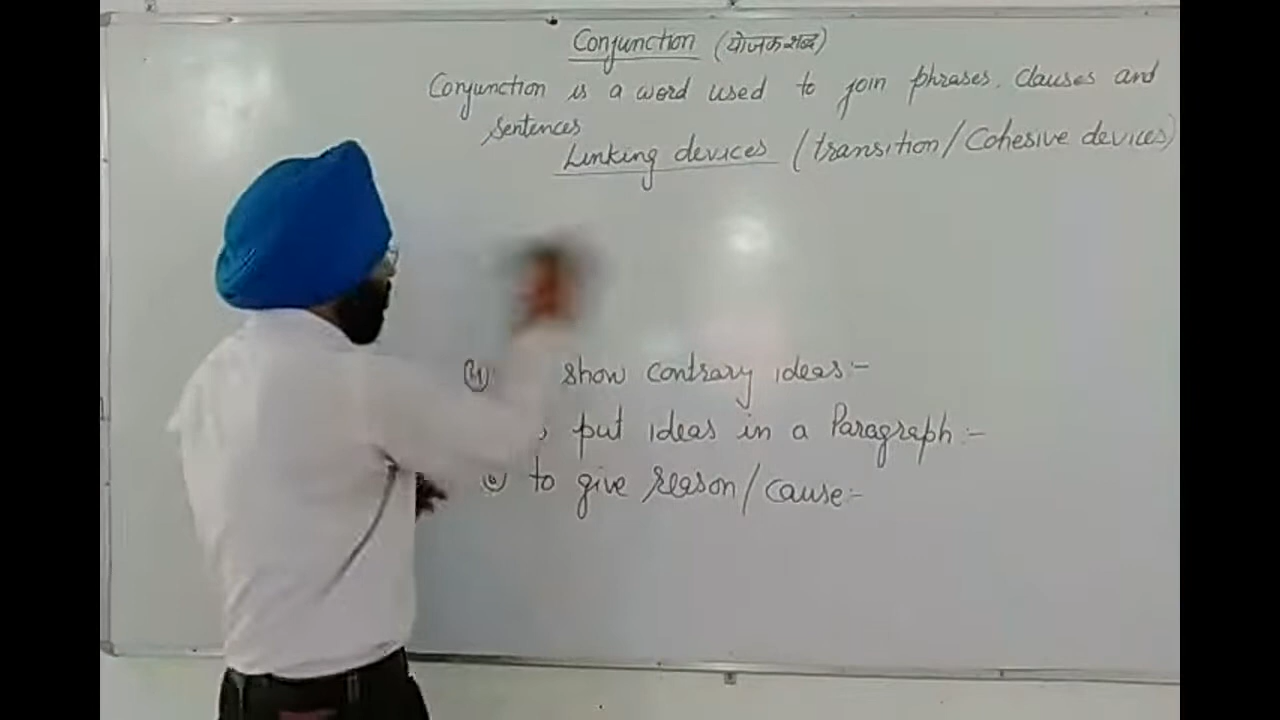 Conjunction (योजक शब्द)
Conjunction is a word used to join phrases, clauses and
sentences
Linking devices (transition/Cohesive devices)
show contrary ideas:-
put ideas in a Paragraph:-
to give reason/cause:-